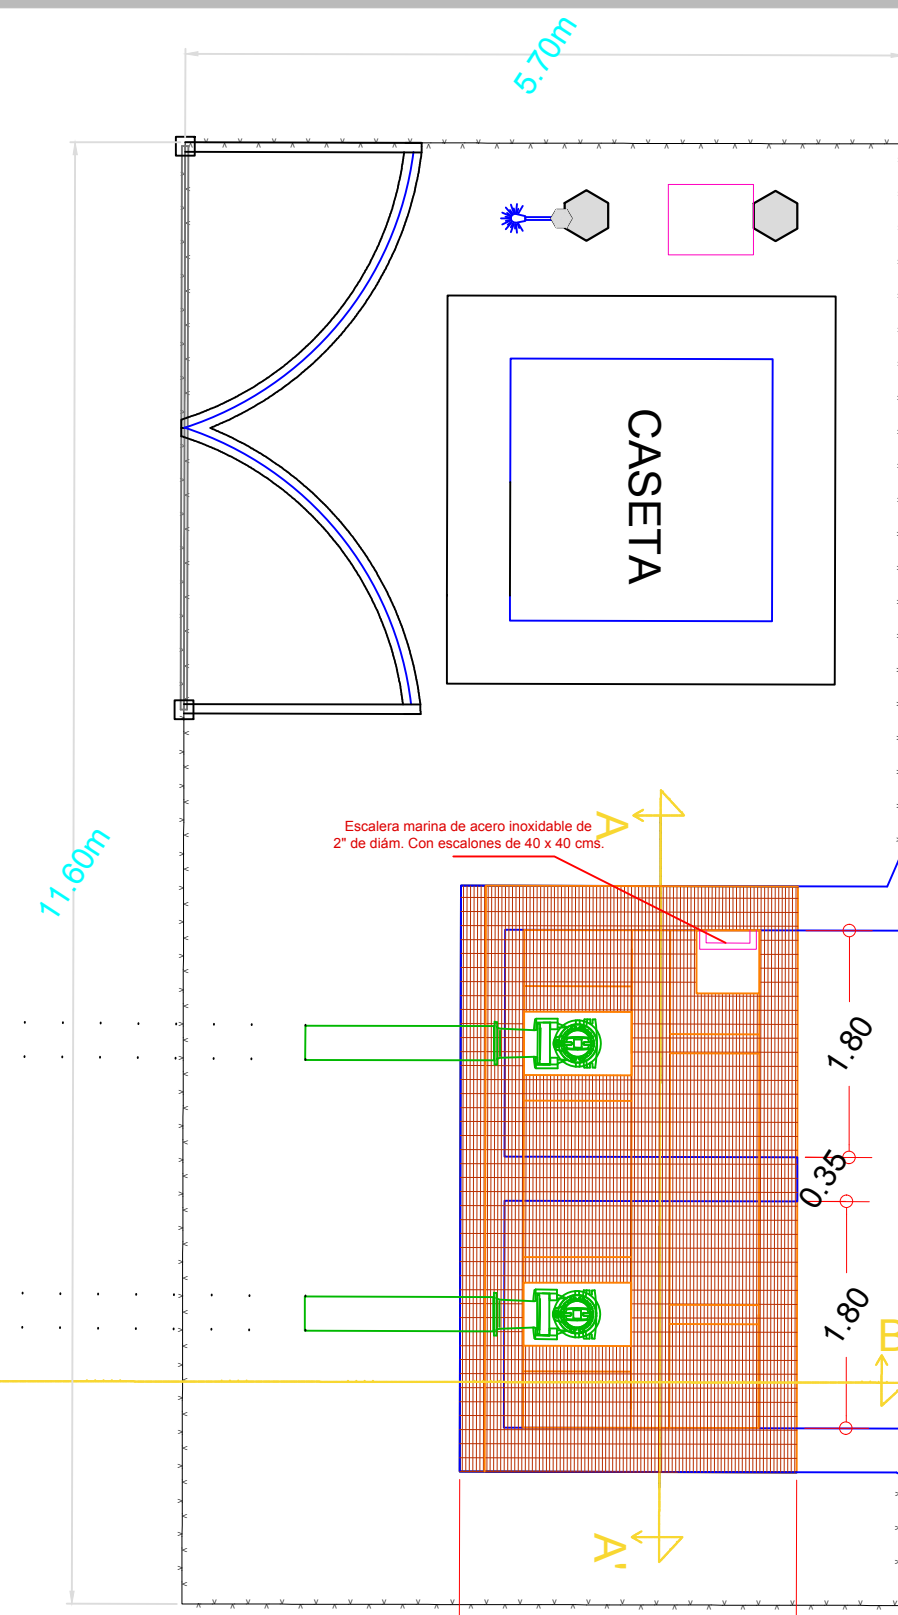 5.70m
CASETA
A
Escalera marina de acero inoxidable de
2" de diám. Con escalones de 40 x 40 cms.
11.60m
1.80
0.35
1.80
B
A'